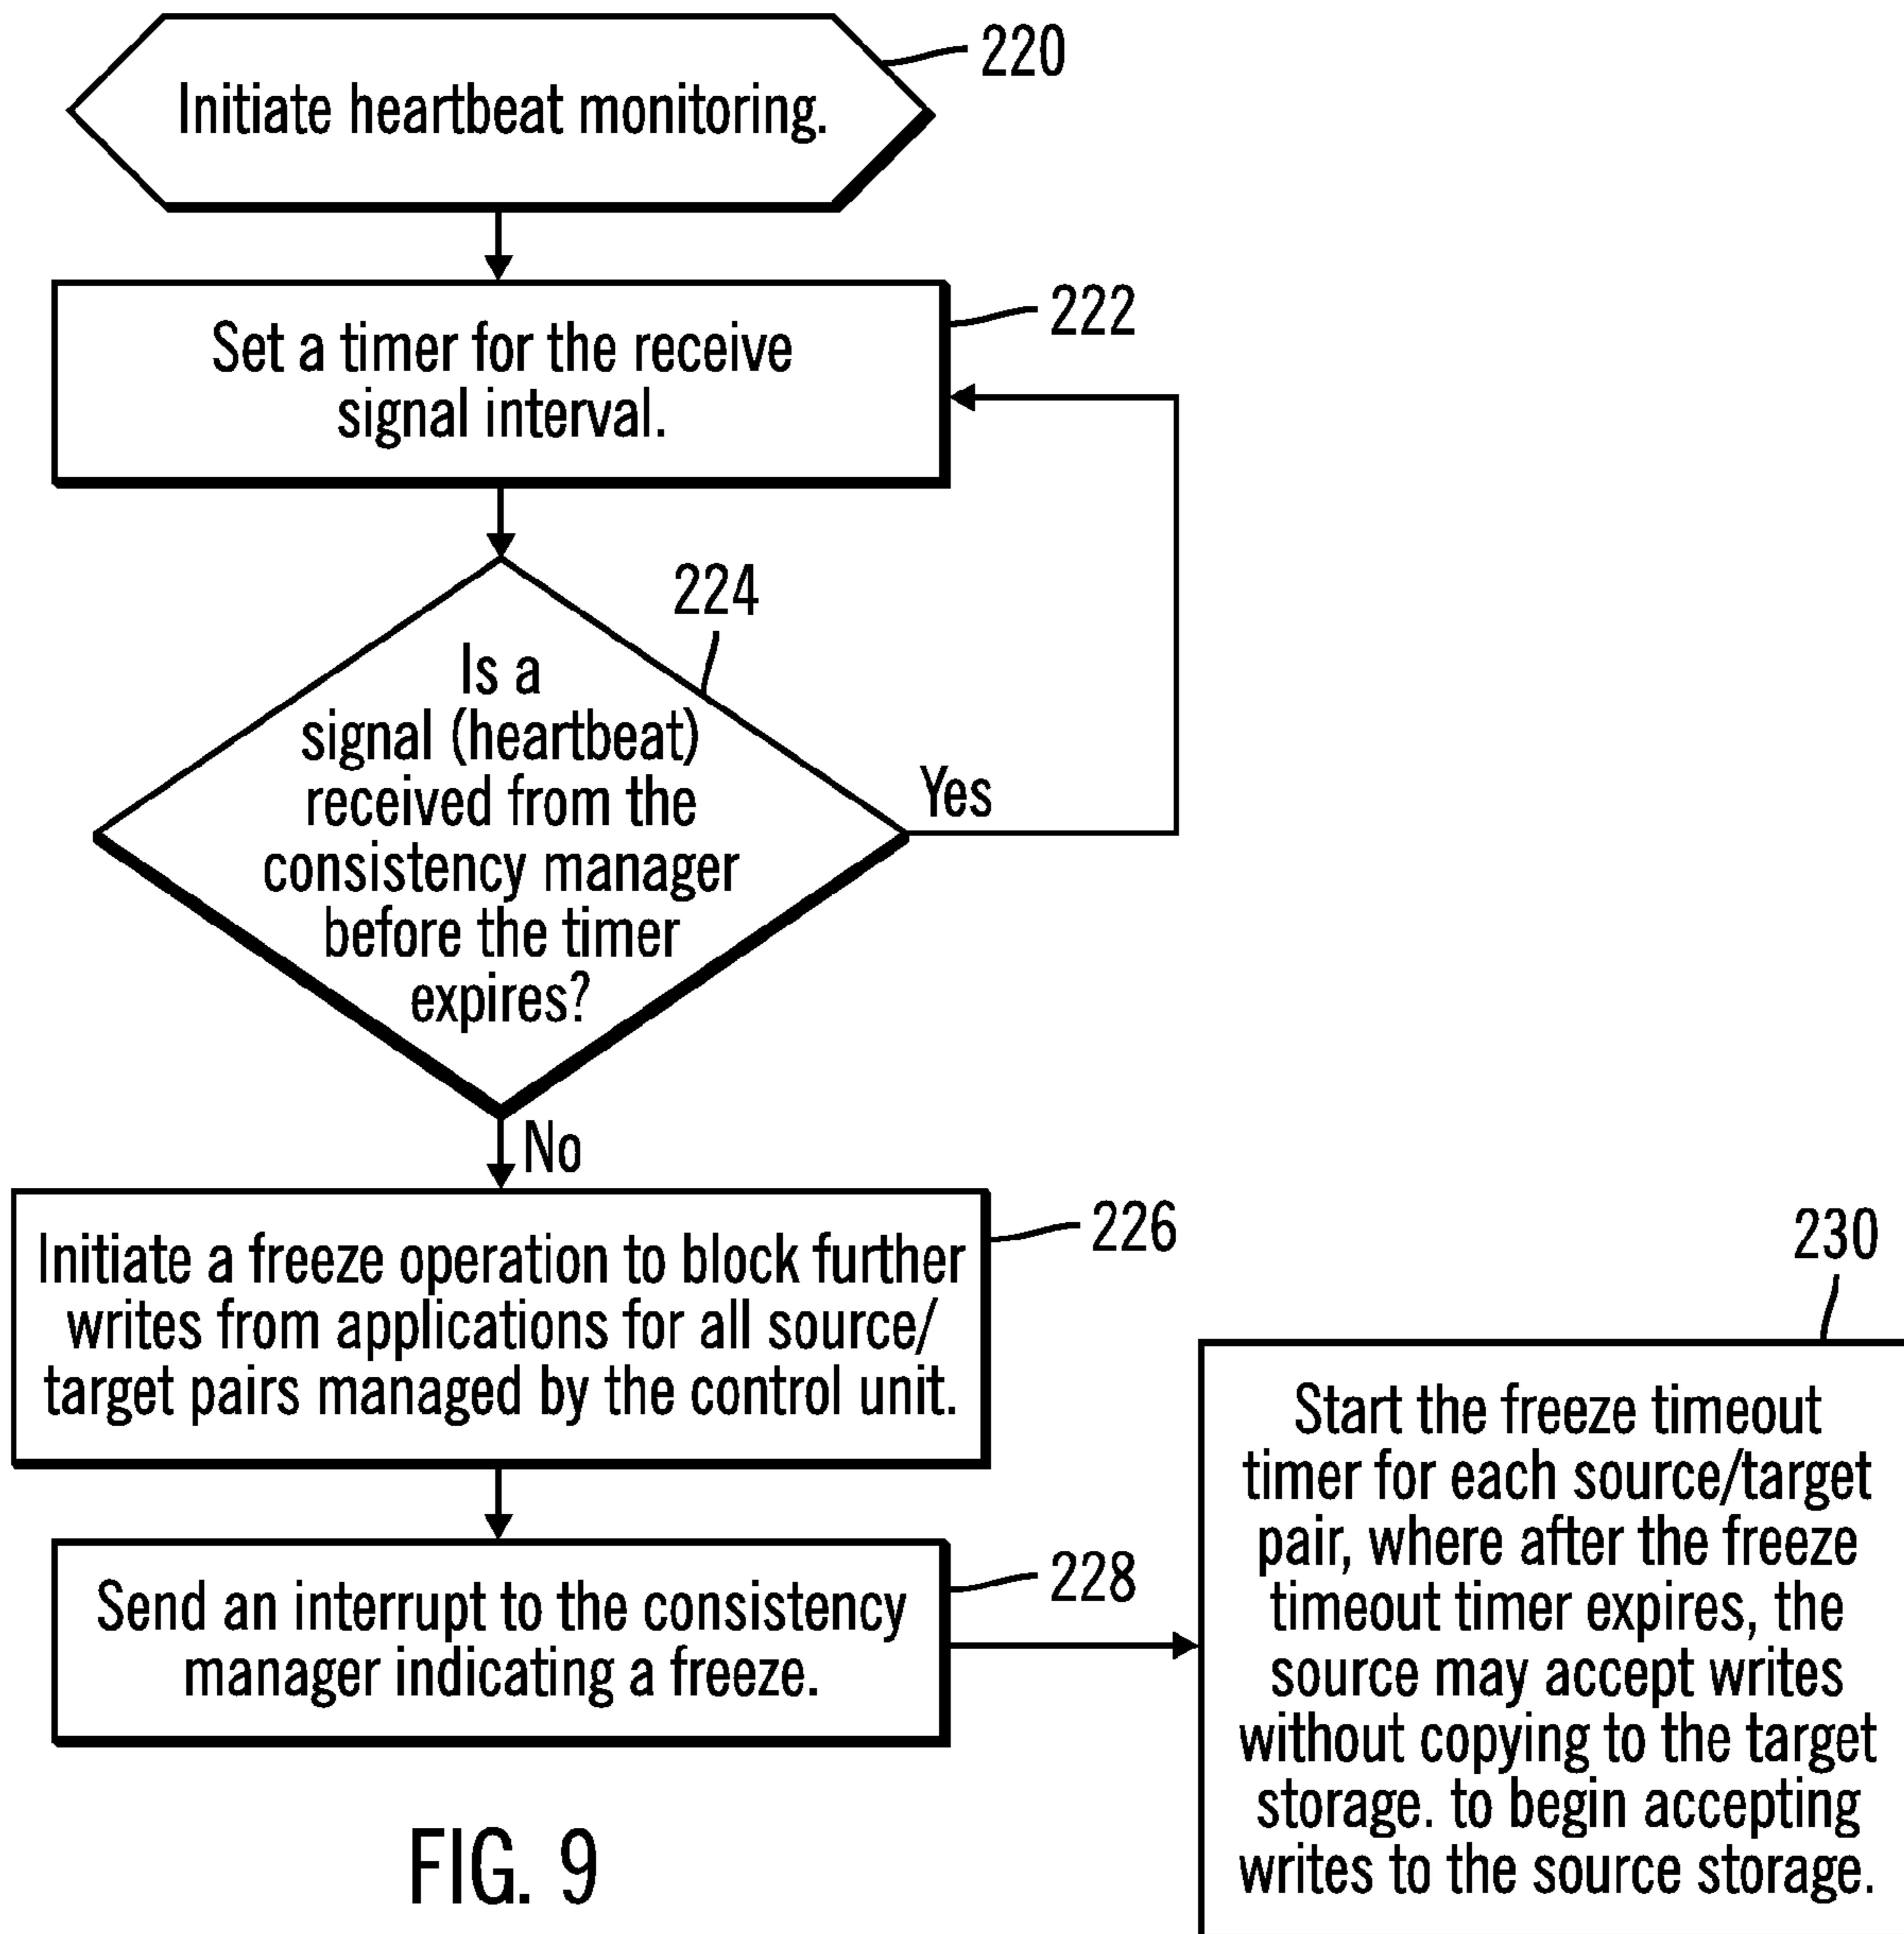 220
Initiate heartbeat monitoring.
222
Set a timer for the receive
signal interval.
224
Is a
signal (heartbeat)
received from the
consistency manager
before the timer
expires?
Yes
No
226
Initiate a freeze operation to block further
writes from applications for all source/
target pairs managed by the control unit.
228
Send an interrupt to the consistency
manager indicating a freeze.
230
Start the freeze timeout
timer for each source/target
pair, where after the freeze
timeout timer expires, the
source may accept writes
without copying to the target
storage. to begin accepting
writes to the source storage.
FIG. 9